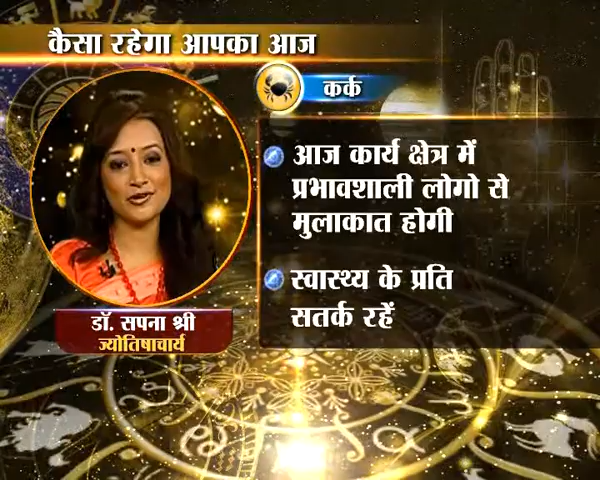 कैसा रहेगा आपका आज
कर्क
आज कार्य क्षेत्र में
प्रभावशाली लोगो से
मुलाकात होगी
स्वास्थ्य के प्रति
सतर्क रहें
डॉ. सपना श्री
ज्योतिषाचार्य